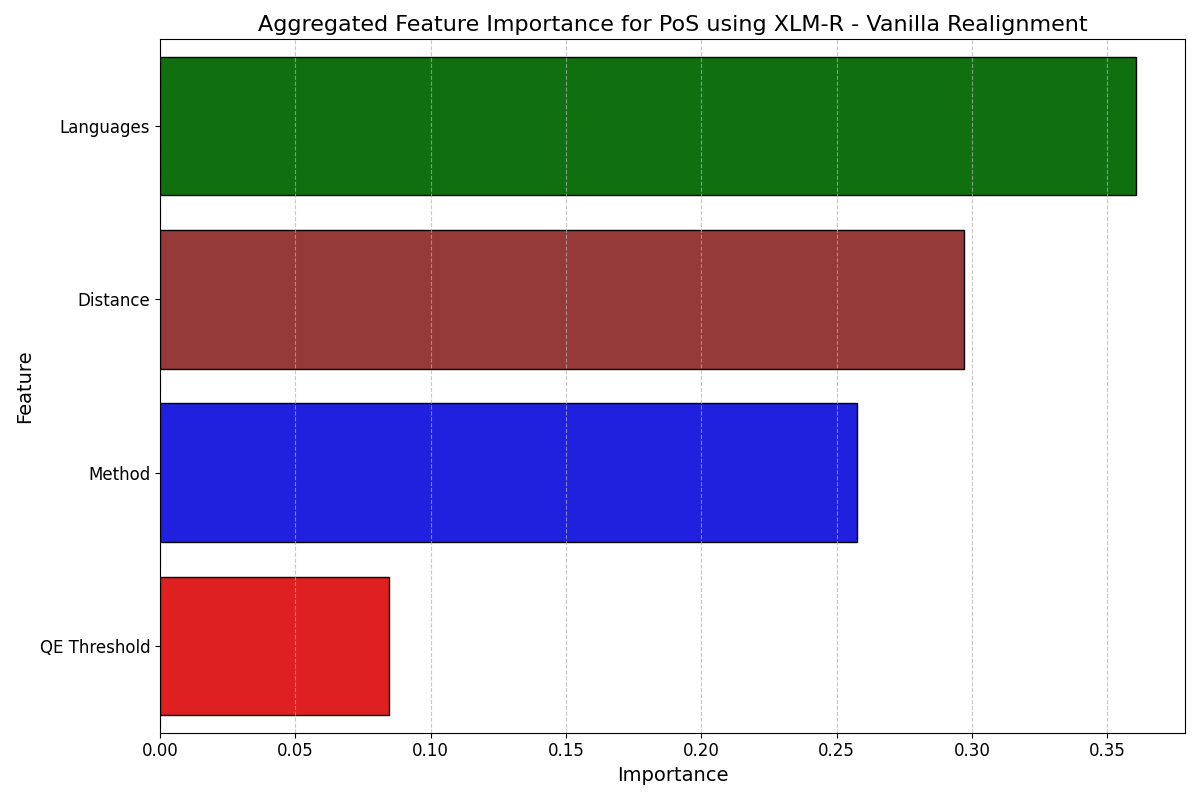 Aggregated Feature Importance for PoS using XLM-R - Vanilla Realignment
Languages
Distance
Method
QE Threshold
Feature
0.00 0.05 0.10 0.15 0.20 0.25 0.30 0.35
Importance